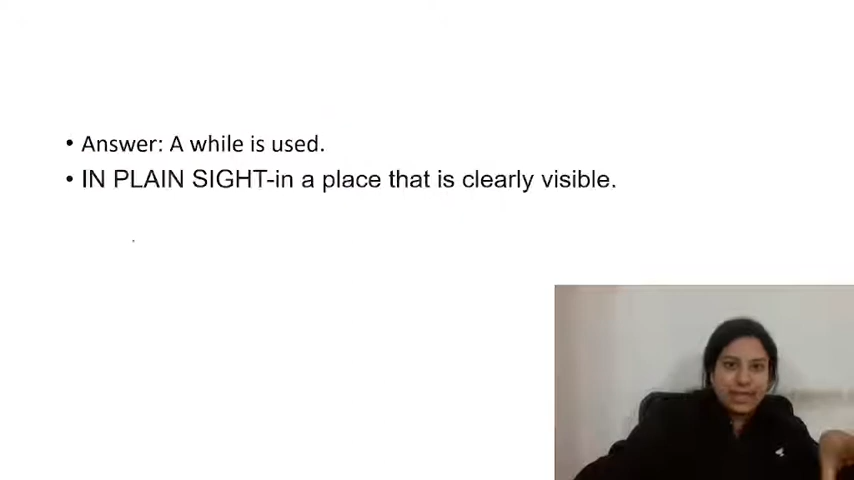 • Answer: A while is used.
• IN PLAIN SIGHT-in a place that is clearly visible.